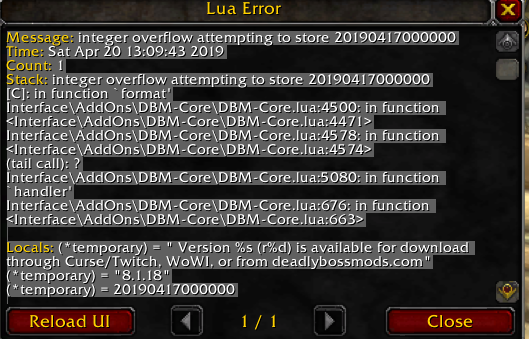 Lua Error
Message: integer overflow attempting to store 20190417000000
Time: Sat Apr 20 13:09:43 2019
Count: 1
Stack: integer overflow attempting to store 20190417000000
[C]: in function `format'
Interface\AddOns\DBM-Core\DBM-Core.lua:4500: in function
<Interface\AddOns\DBM-Core\DBM-Core.lua:4471>
Interface\AddOns\DBM-Core\DBM-Core.lua:4578: in function
<Interface\AddOns\DBM-Core\DBM-Core.lua:4574>
(tail call): ?
Interface\AddOns\DBM-Core\DBM-Core.lua:5080: in function
`handler'
Interface\AddOns\DBM-Core\DBM-Core.lua:676: in function
<Interface\AddOns\DBM-Core\DBM-Core.lua:663>
Locals: (*temporary) = " Version %s (r%d) is available for download
through Curse/Twitch, WoWI, or from deadlybossmods.com"
(*temporary) = "8.1.18"
(*temporary) = 20190417000000
Reload UI
1 / 1
Close